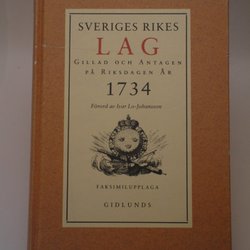 SVERIGES RIKES
LAG
GILLAD OCH ANTAGEN
PÅ RIKSDAGEN ÅR
1734
Förord av Ivar Lo-Johansson
FAKSIMILUPPLAGA
GIDLUNDS